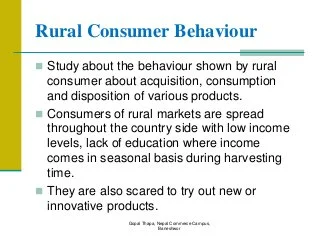 Rural Consumer Behaviour
Study about the behaviour shown by rural
consumer about acquisition, consumption
and disposition of various products.
Consumers of rural markets are spread
throughout the country side with low income
levels, lack of education where income
comes in seasonal basis during harvesting
time.
They are also scared to try out new or
innovative products.
Gopal Thapa, Nepal Commerce Campus,
Baneshwor